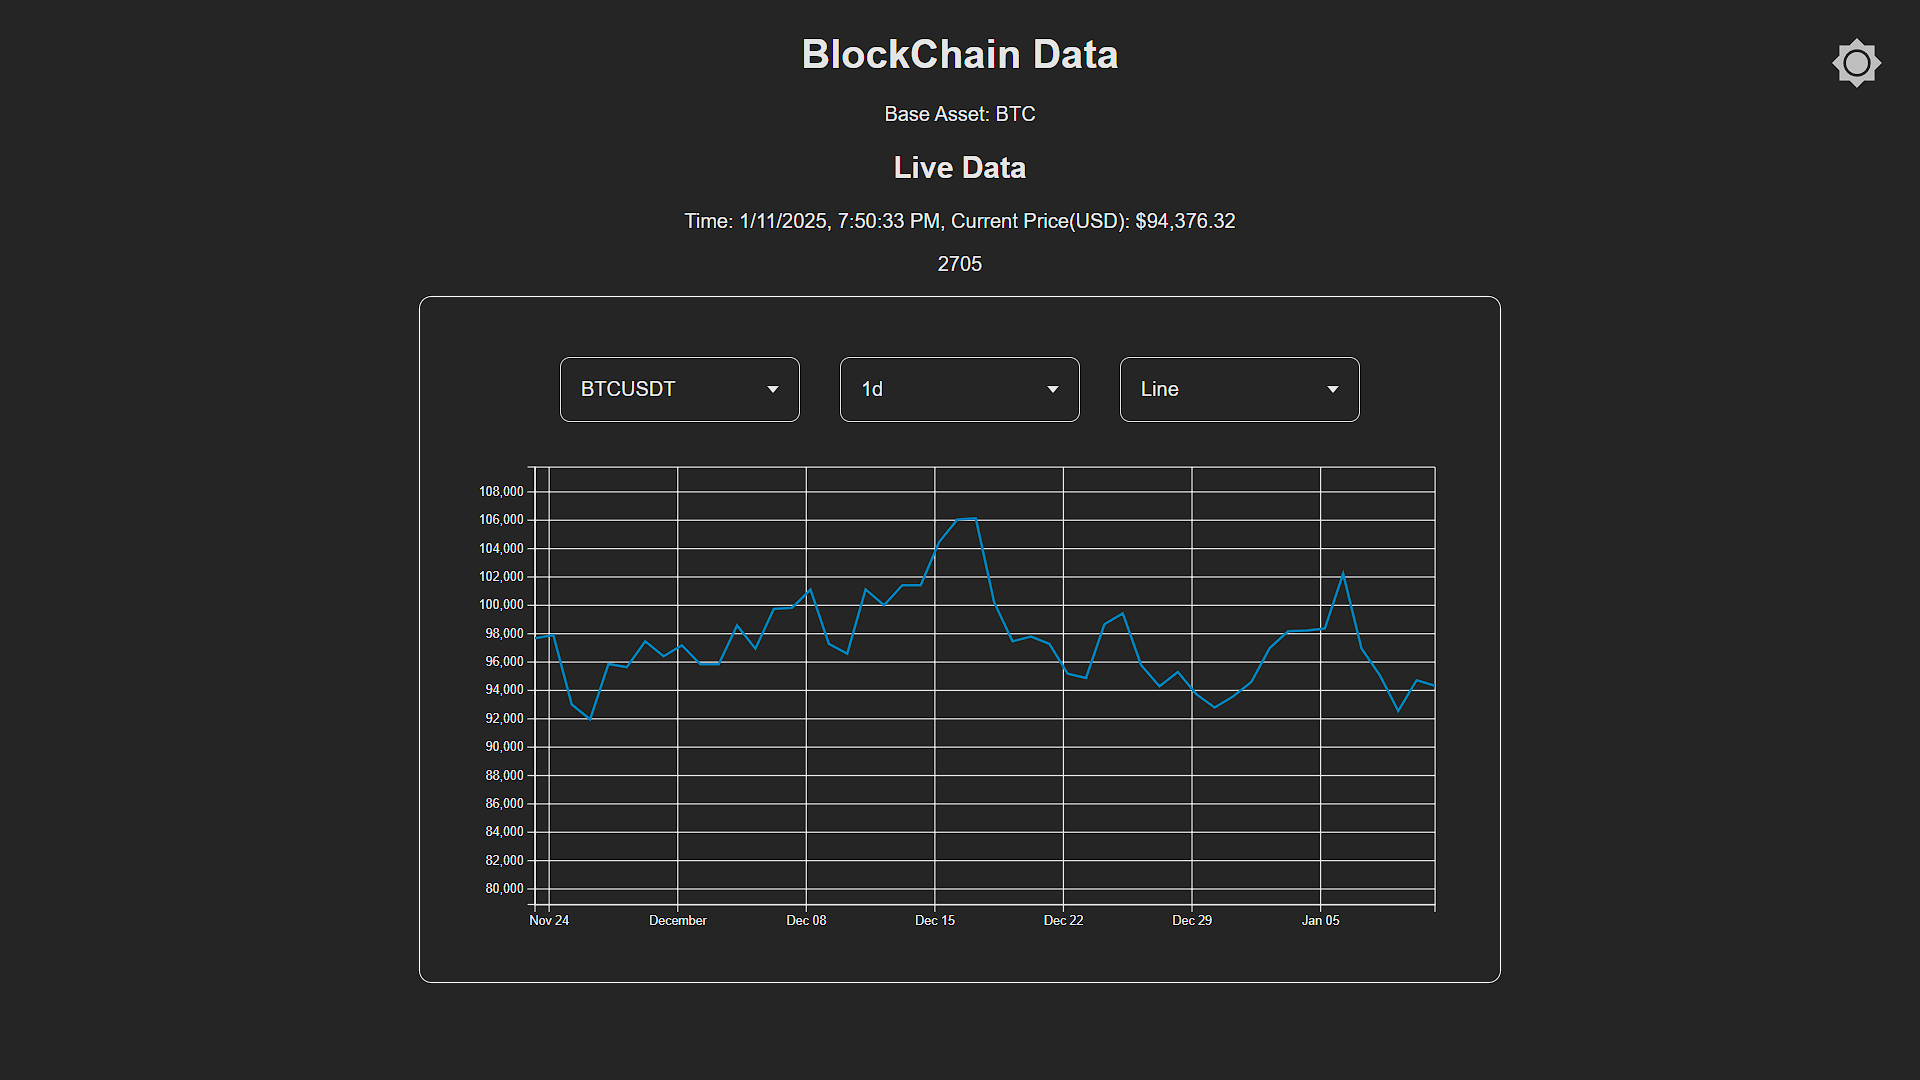 BlockChain Data
Base Asset: BTC
Live Data
Time: 1/11/2025, 7:50:33 PM, Current Price(USD): $94,376.32
2705
BTCUSDT
1d
Line
108,000
106,000
104,000
102,000
100,000
98,000
96,000
94,000
92,000
90,000
88,000
86,000
84,000
82,000
80,000
Nov 24 December Dec 08 Dec 15 Dec 22 Dec 29 Jan 05